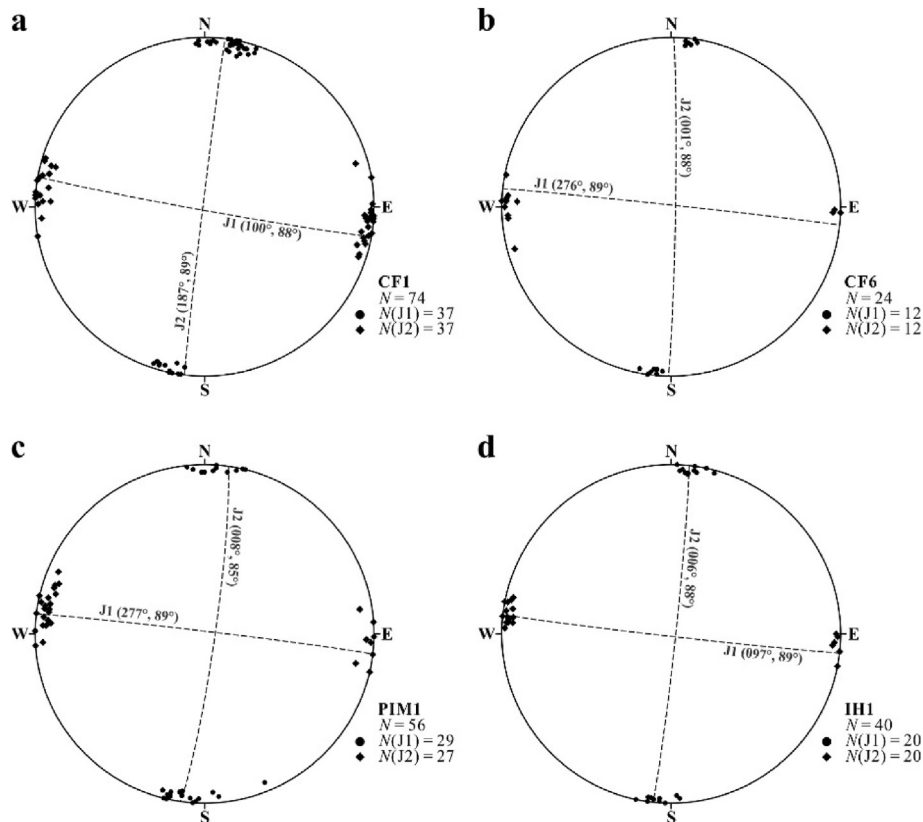 a
N
W
E
S
J1 (100°, 88°)
J2 (187°, 89°)
CF1
N = 74
N(J1) = 37
N(J2) = 37
b
N
W
E
S
J2 (001°, 88°)
J1 (276°, 89°)
CF6
N = 24
N(J1) = 12
N(J2) = 12
c
N
W
E
S
J2 (008°, 85°)
J1 (277°, 89°)
PIM1
N = 56
N(J1) = 29
N(J2) = 27
d
N
W
E
S
J2 (006°, 88°)
J1 (097°, 89°)
IH1
N = 40
N(J1) = 20
N(J2) = 20